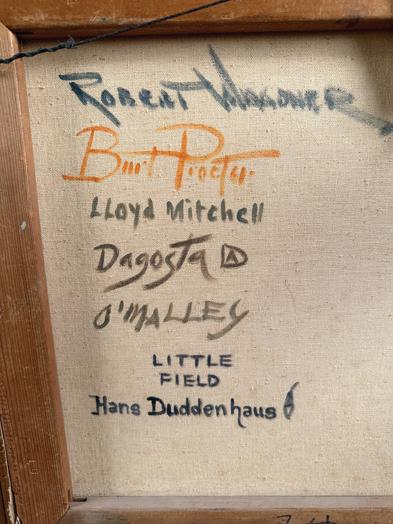 ROBERT WAGONER
Burt Procter
LLoyd Mitchell
Dagosta A
O'MALLEY
LITTLE
FIELD
Hans Duddenhaus